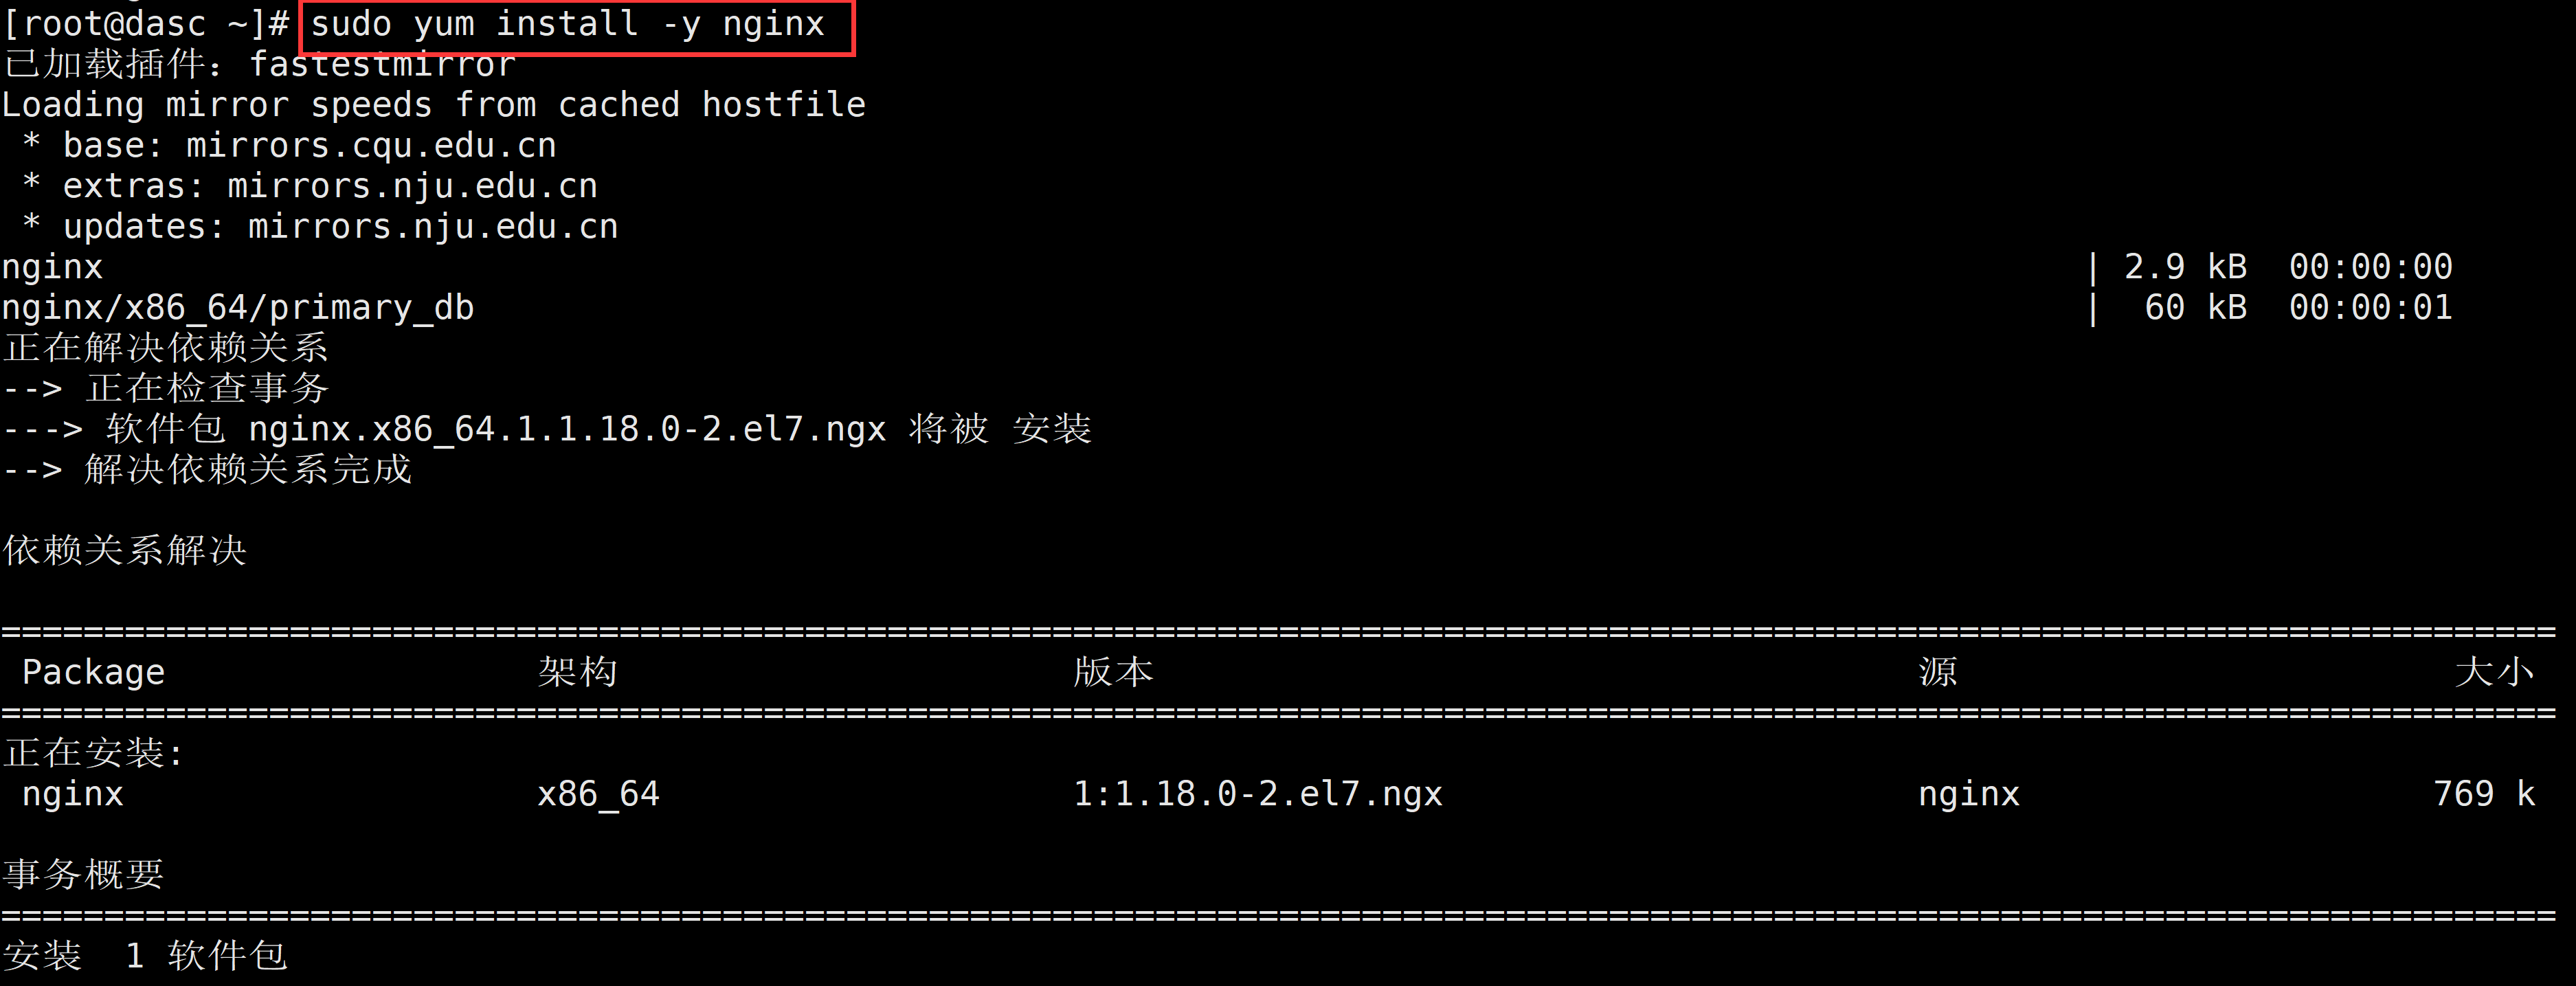 [root@dasc ~]# sudo yum install -y nginx
已加载插件：fastestmirror
Loading mirror speeds from cached hostfile
 * base: mirrors.cqu.edu.cn
 * extras: mirrors.nju.edu.cn
 * updates: mirrors.nju.edu.cn
nginx | 2.9 kB  00:00:00
nginx/x86_64/primary_db |  60 kB  00:00:01
正在解决依赖关系
--> 正在检查事务
---> 软件包 nginx.x86_64.1.1.18.0-2.el7.ngx 将被 安装
--> 解决依赖关系完成
依赖关系解决
============================================================================================================================
 Package 架构 版本 源 大小
============================================================================================================================
正在安装:
 nginx x86_64 1:1.18.0-2.el7.ngx nginx 769 k
事务概要
============================================================================================================================
安装  1 软件包